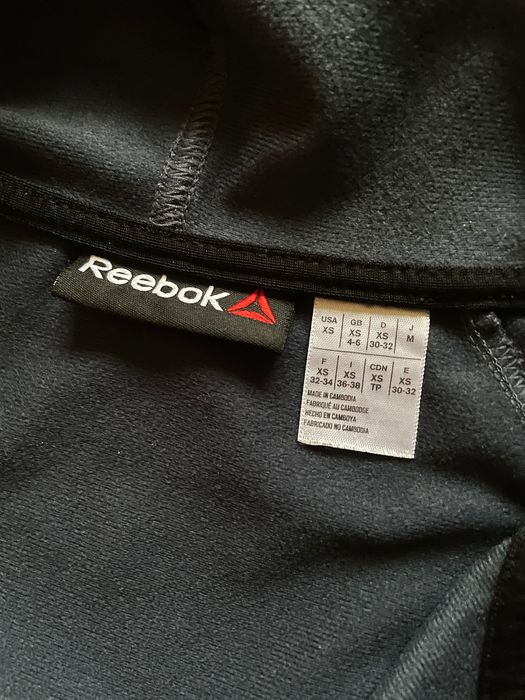 Reebok
USA GB D J
XS XS XS M
4-6 30-32
F I CDN E
XS XS XS XS
32-34 36-38 TP 30-32
MADE IN CAMBODIA
FABRIQUÉ AU CAMBODGE
HECHO EN CAMBOYA
FABRICADO NO CAMBODIA